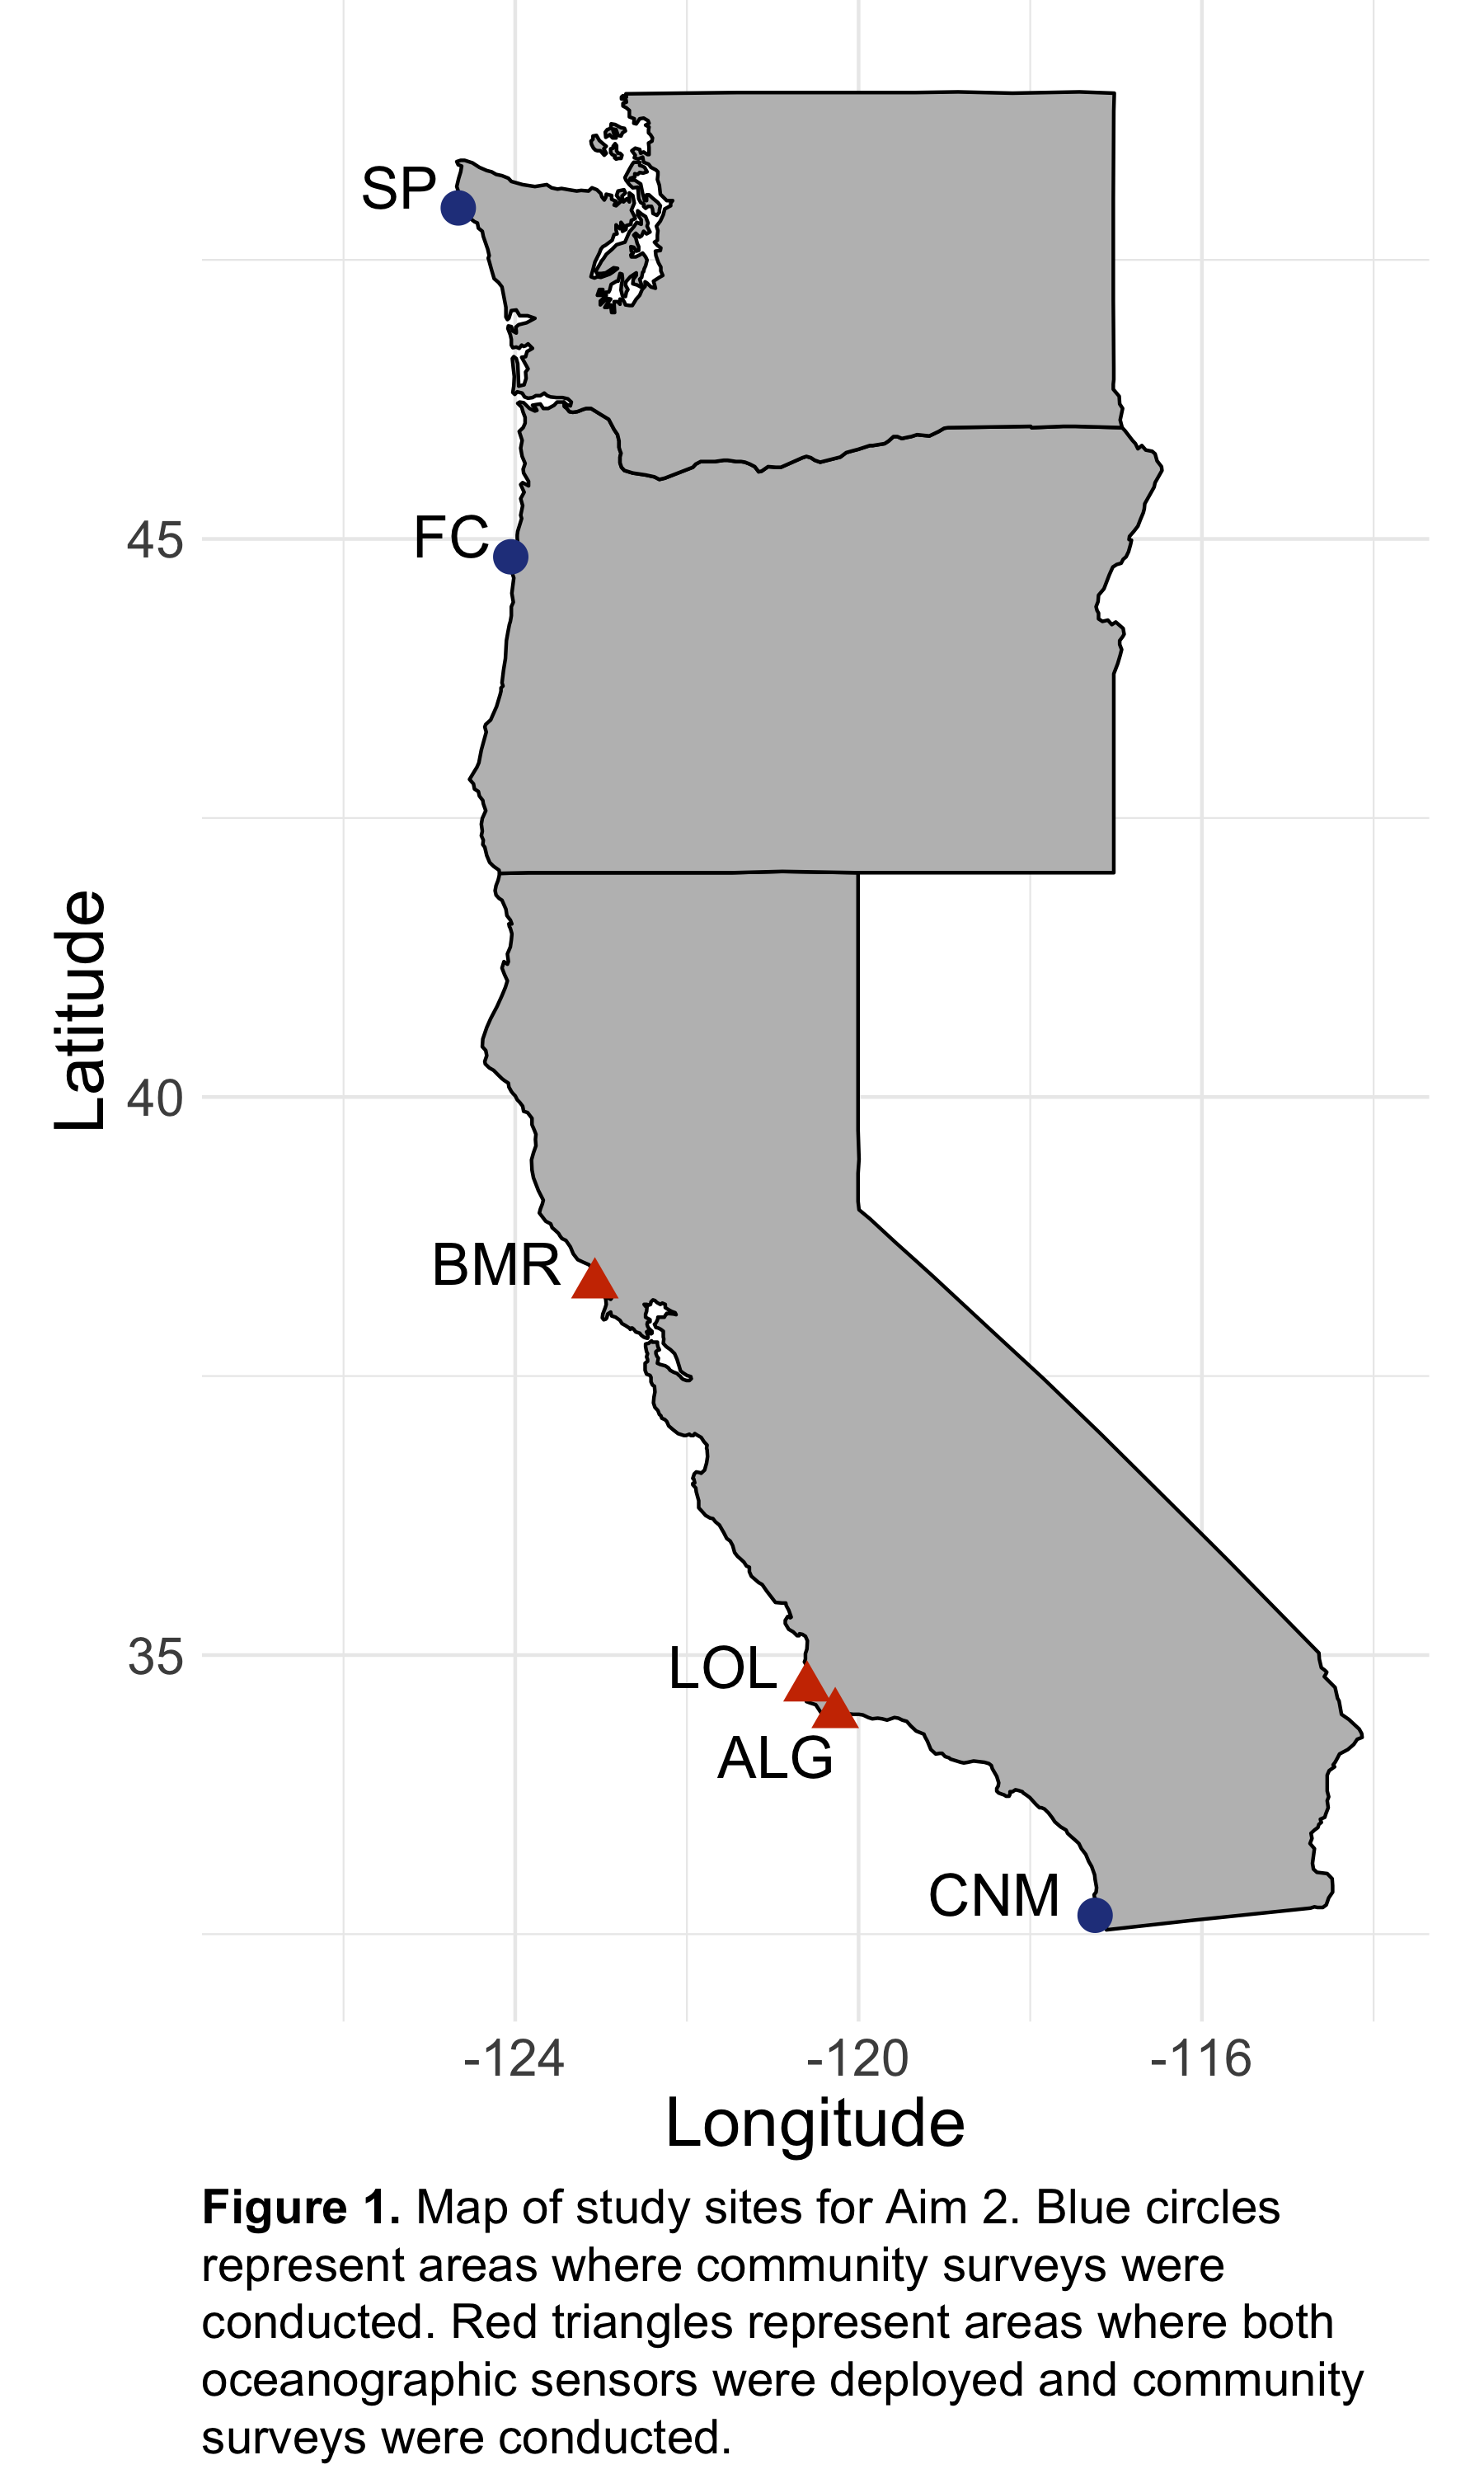 SP
FC
45
Latitude
40
BMR
35
LOL
ALG
CNM
-124 -120 -116
Longitude
Figure 1. Map of study sites for Aim 2. Blue circles
represent areas where community surveys were
conducted. Red triangles represent areas where both
oceanographic sensors were deployed and community
surveys were conducted.